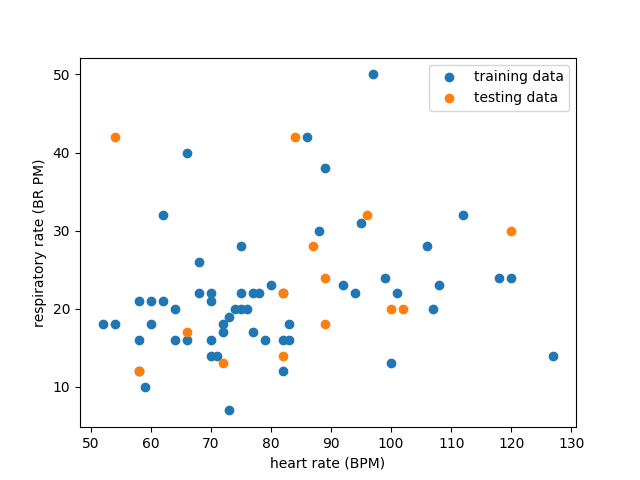 training data
testing data
50
40
30
20
10
respiratory rate (BR PM)
50 60 70 80 90 100 110 120 130
heart rate (BPM)